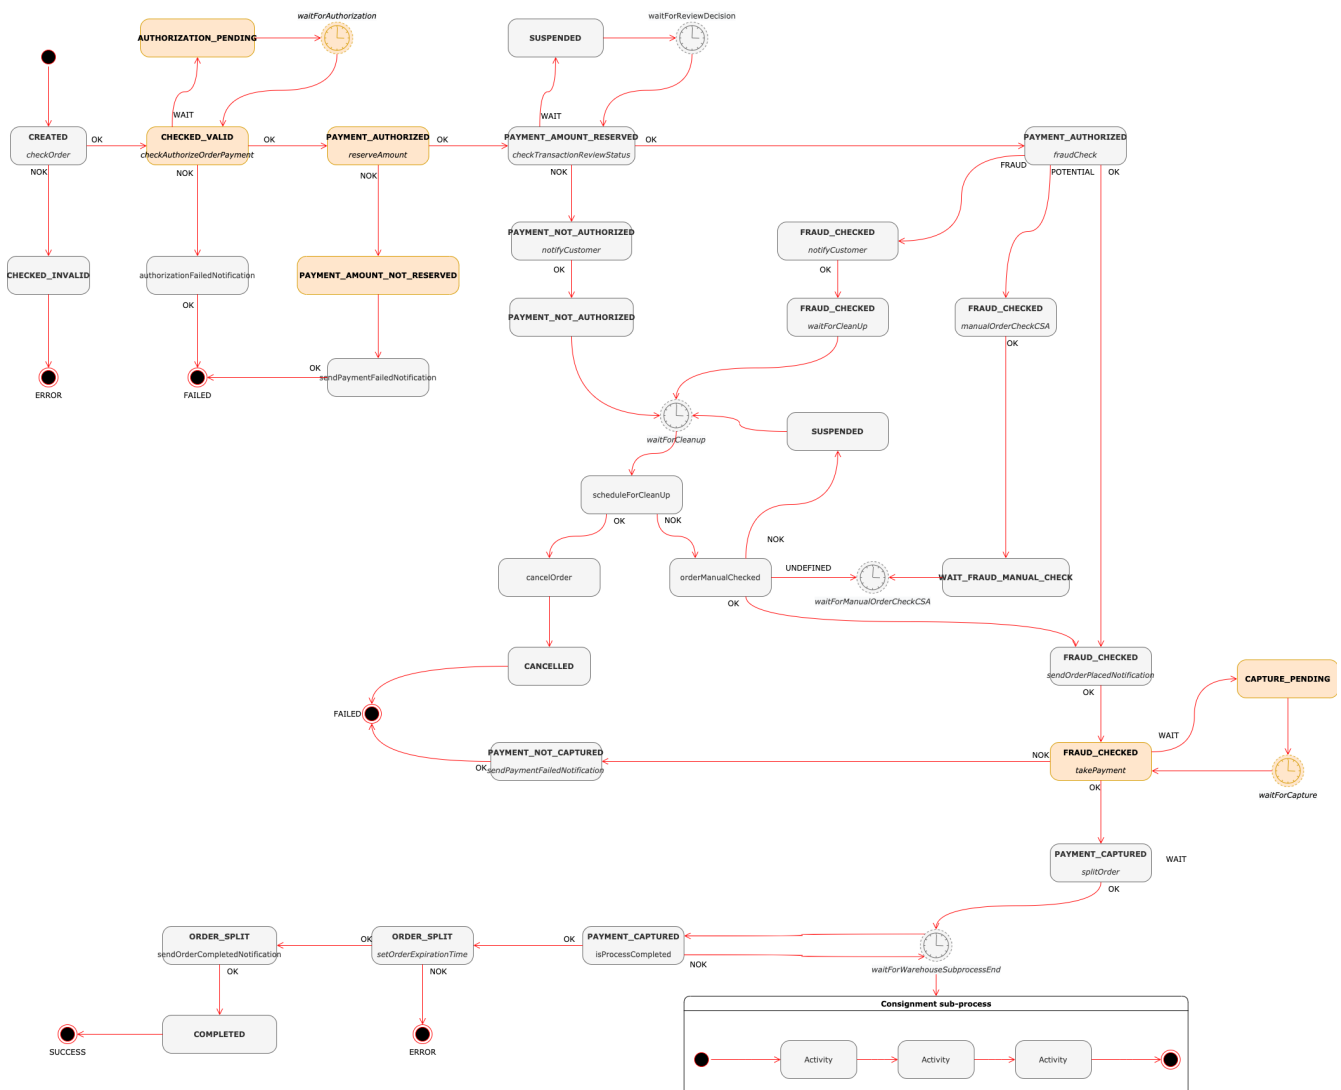 waitForAuthorization
waitForReviewDecision
AUTHORIZATION_PENDING
SUSPENDED
WAIT
WAIT
CREATED
checkOrder
OK
CHECKED_VALID
checkAuthorizeOrderPayment
OK
PAYMENT_AUTHORIZED
reserveAmount
OK
PAYMENT_AMOUNT_RESERVED
checkTransactionReviewStatus
OK
PAYMENT_AUTHORIZED
fraudCheck
NOK
NOK
NOK
NOK
FRAUD
POTENTIAL
OK
PAYMENT_NOT_AUTHORIZED
notifyCustomer
FRAUD_CHECKED
notifyCustomer
OK
OK
CHECKED_INVALID
authorizationFailedNotification
PAYMENT_AMOUNT_NOT_RESERVED
OK
PAYMENT_NOT_AUTHORIZED
FRAUD_CHECKED
waitForCleanUp
FRAUD_CHECKED
manualOrderCheckCSA
OK
OK
sendPaymentFailedNotification
ERROR
FAILED
waitForCleanup
SUSPENDED
scheduleForCleanUp
OK
NOK
NOK
cancelOrder
orderManualChecked
UNDEFINED
WAIT_FRAUD_MANUAL_CHECK
waitForManualOrderCheckCSA
OK
CANCELLED
FRAUD_CHECKED
sendOrderPlacedNotification
OK
CAPTURE_PENDING
FAILED
WAIT
PAYMENT_NOT_CAPTURED
sendPaymentFailedNotification
OK
NOK
FRAUD_CHECKED
takePayment
OK
waitForCapture
PAYMENT_CAPTURED
splitOrder
WAIT
OK
ORDER_SPLIT
sendOrderCompletedNotification
OK
ORDER_SPLIT
setOrderExpirationTime
OK
PAYMENT_CAPTURED
isProcessCompleted
NOK
waitForWarehouseSubprocessEnd
OK
NOK
Consignment sub-process
COMPLETED
SUCCESS
ERROR
Activity
Activity
Activity